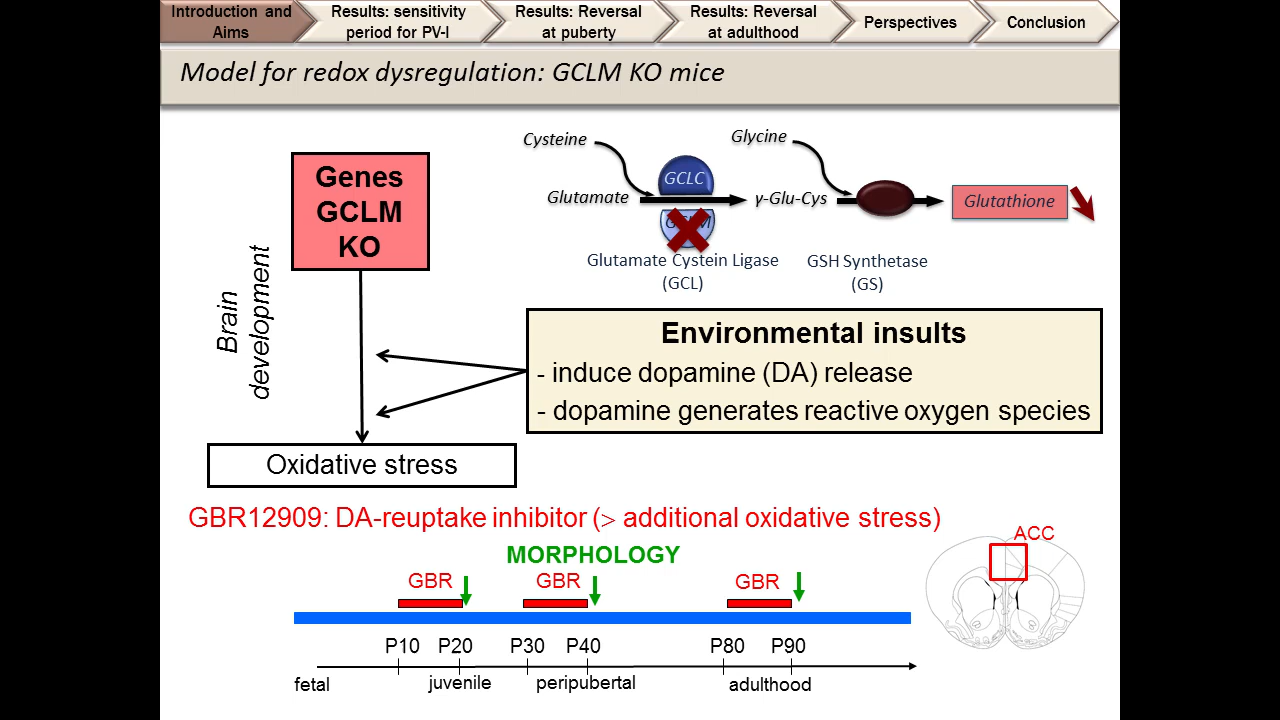 Introduction and
Aims
Results: sensitivity
period for PV-I
Results: Reversal
at puberty
Results: Reversal
at adulthood
Perspectives
Conclusion
Model for redox dysregulation: GCLM KO mice
Genes
GCLM
KO
Brain
development
Cysteine
Glycine
GCLC
Glutamate
γ-Glu-Cys
Glutathione
Glutamate Cystein Ligase
(GCL)
GSH Synthetase
(GS)
Environmental insults
- induce dopamine (DA) release
- dopamine generates reactive oxygen species
Oxidative stress
GBR12909: DA-reuptake inhibitor (> additional oxidative stress)
ACC
MORPHOLOGY
GBR GBR GBR
P10 P20 P30 P40 P80 P90
fetal juvenile peripubertal adulthood